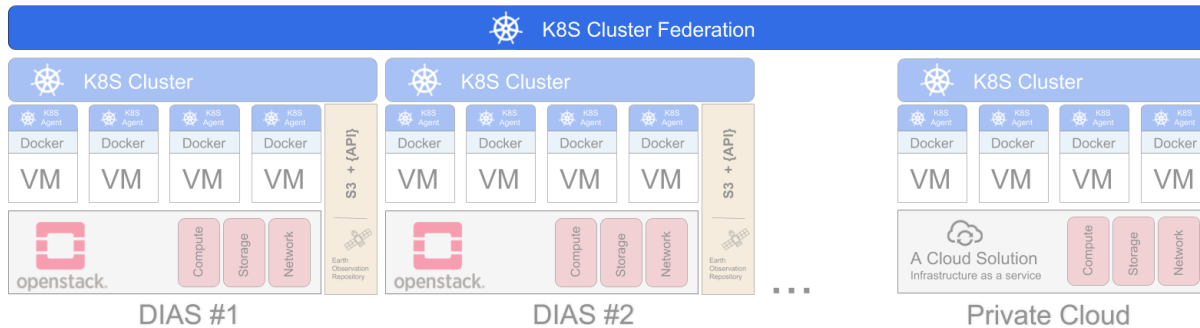 K8S Cluster Federation
K8S Cluster
K8S Cluster
K8S Cluster
K8S
Agent
K8S
Agent
K8S
Agent
K8S
Agent
Docker
Docker
Docker
Docker
VM
VM
VM
VM
S3 + {API}
Earth
Observation
Repository
openstack.
Compute
Storage
Network
DIAS #1
K8S
Agent
K8S
Agent
K8S
Agent
K8S
Agent
Docker
Docker
Docker
Docker
VM
VM
VM
VM
S3 + {API}
Earth
Observation
Repository
openstack.
Compute
Storage
Network
DIAS #2
...
K8S
Agent
K8S
Agent
K8S
Agent
K8S
Agent
Docker
Docker
Docker
Docker
VM
VM
VM
VM
A Cloud Solution
Infrastructure as a service
Compute
Storage
Network
Private Cloud